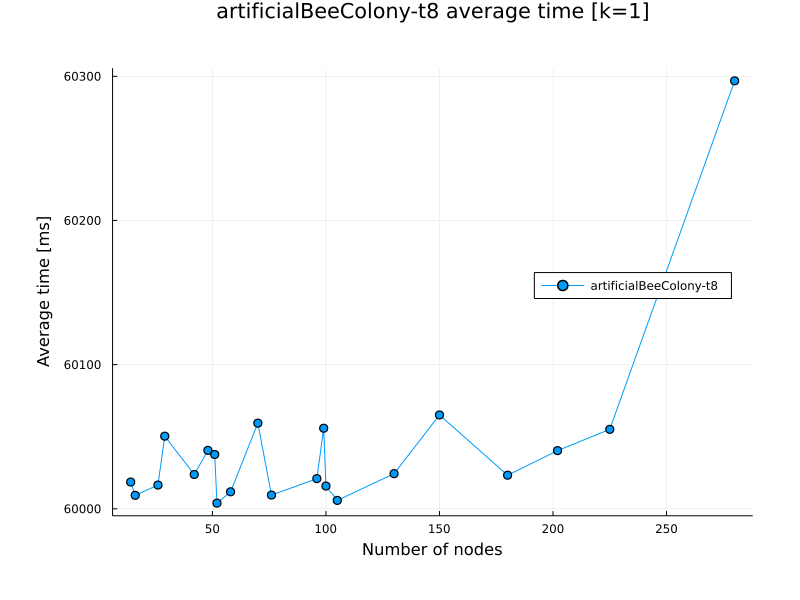 artificialBeeColony-t8 average time [k=1]
60300
60200
60100
60000
Average time [ms]
artificialBeeColony-t8
50
100
150
200
250
Number of nodes